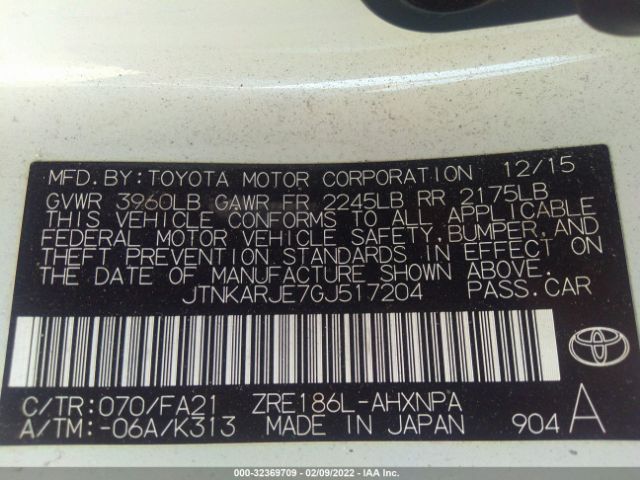 MFD.BY:TOYOTA MOTOR CORPORATION 12/15
GVWR 3960LB GAWR FR 2245LB RR 2175LB
THIS VEHICLE CONFORMS TO ALL APPLICABLE
FEDERAL MOTOR VEHICLE SAFETY,BUMPER,AND
THEFT PREVENTION STANDARDS IN EFFECT ON
THE DATE OF MANUFACTURE SHOWN ABOVE.
JTNKARJE7GJ517204 PASS.CAR
C/TR:070/FA21 ZRE186L-AHXNPA
A/TM:-06A/K313 MADE IN JAPAN 904 A
000-32369709 - 02/09/2022 - IAA Inc.